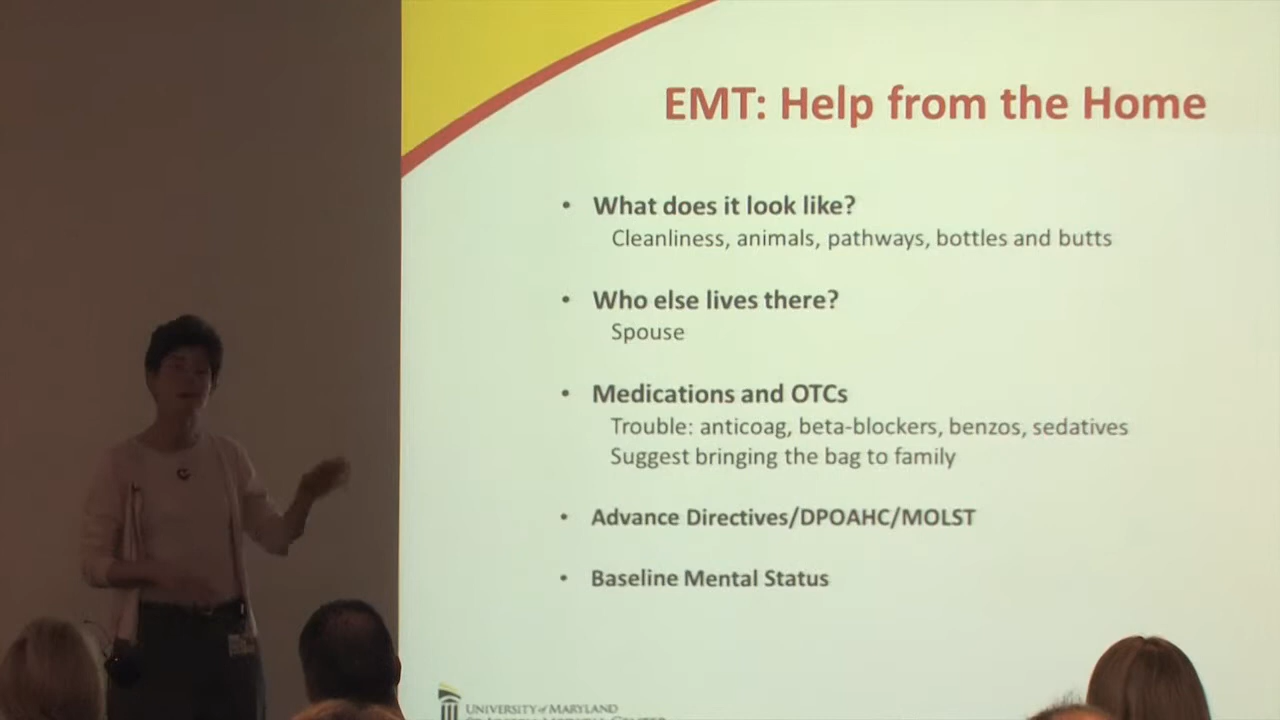 EMT: Help from the Home
• What does it look like?
Cleanliness, animals, pathways, bottles and butts
• Who else lives there?
Spouse
• Medications and OTCs
Trouble: anticoag, beta-blockers, benzos, sedatives
Suggest bringing the bag to family
• Advance Directives/DPOAHC/MOLST
• Baseline Mental Status
UNIVERSITY of MARYLAND